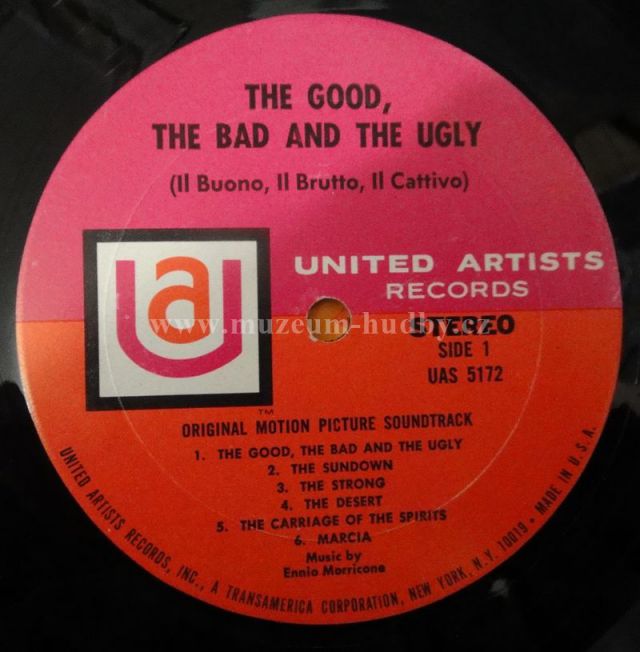 THE GOOD,
THE BAD AND THE UGLY
(Il Buono, Il Brutto, Il Cattivo)
ua
UNITED ARTISTS
RECORDS
www.muzeum-hudby.cz
STEREO
SIDE 1
UAS 5172
TM
ORIGINAL MOTION PICTURE SOUNDTRACK
1. THE GOOD, THE BAD AND THE UGLY
2. THE SUNDOWN
3. THE STRONG
4. THE DESERT
5. THE CARRIAGE OF THE SPIRITS
6. MARCIA
Music by
Ennio Morricone
UNITED ARTISTS RECORDS, INC., A TRANSAMERICA CORPORATION, NEW YORK, N.Y. 10019 • MADE IN U.S.A.